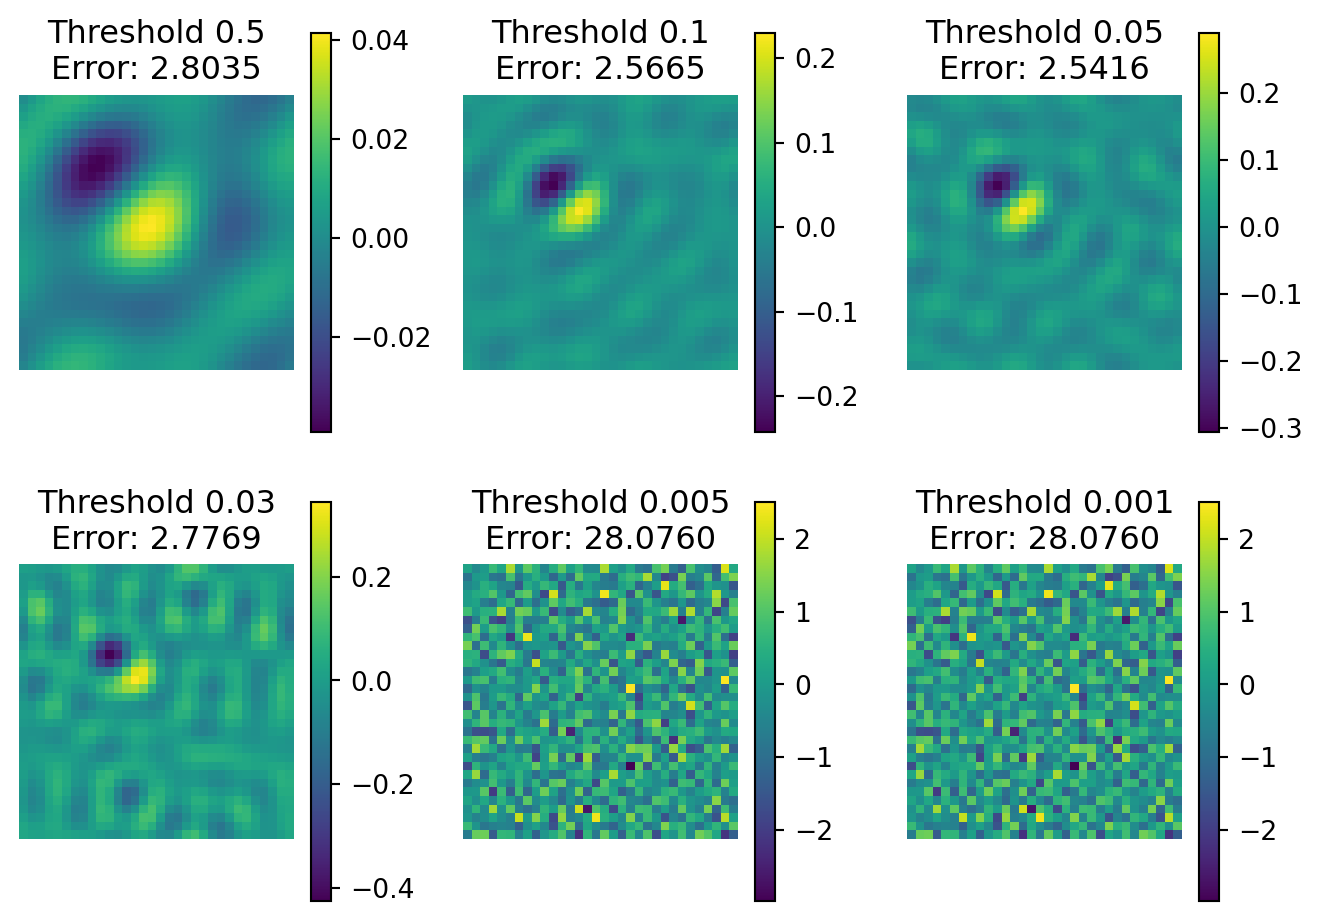 Threshold 0.5
Error: 2.8035
0.04
0.02
0.00
−0.02
Threshold 0.1
Error: 2.5665
0.2
0.1
0.0
−0.1
−0.2
Threshold 0.05
Error: 2.5416
0.2
0.1
0.0
−0.1
−0.2
−0.3
Threshold 0.03
Error: 2.7769
0.2
0.0
−0.2
−0.4
Threshold 0.005
Error: 28.0760
2
1
0
−1
−2
Threshold 0.001
Error: 28.0760
2
1
0
−1
−2